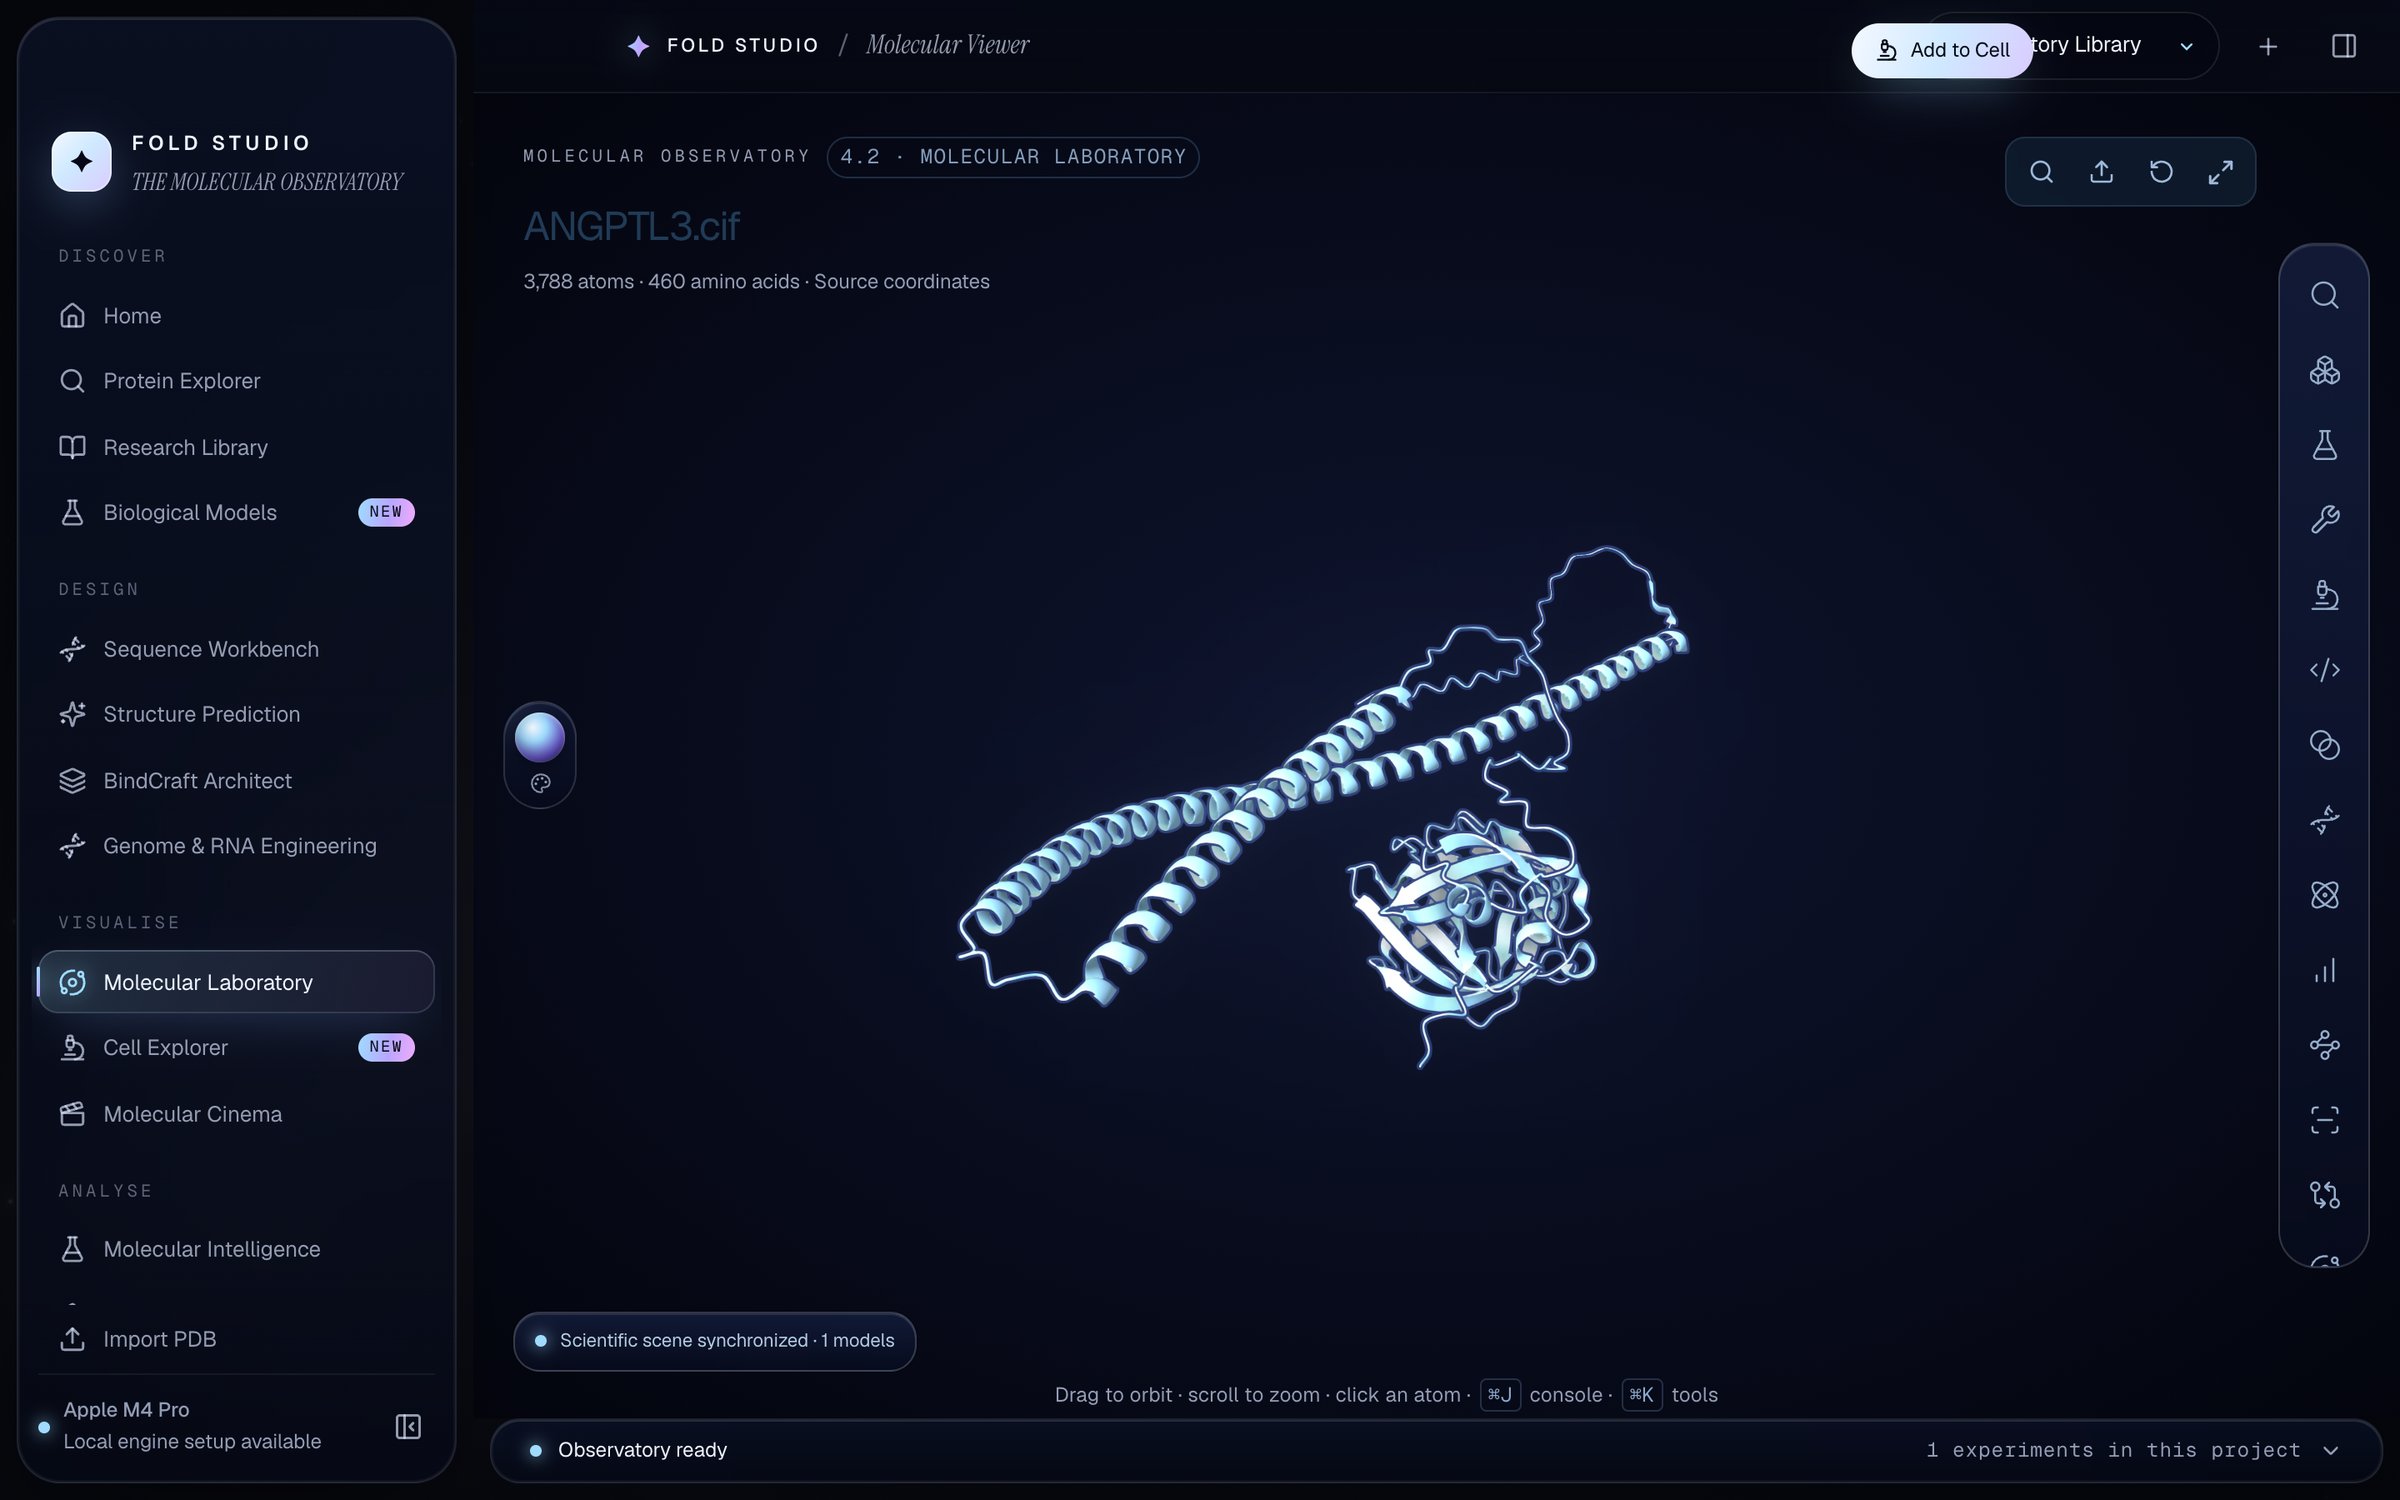 FOLD STUDIO
THE MOLECULAR OBSERVATORY
DISCOVER
Home
Protein Explorer
Research Library
Biological Models NEW
DESIGN
Sequence Workbench
Structure Prediction
BindCraft Architect
Genome & RNA Engineering
VISUALISE
Molecular Laboratory
Cell Explorer NEW
Molecular Cinema
ANALYSE
Molecular Intelligence
Import PDB
Apple M4 Pro
Local engine setup available
FOLD STUDIO / Molecular Viewer
Add to Cell
tory Library
MOLECULAR OBSERVATORY 4.2 · MOLECULAR LABORATORY
ANGPTL3.cif
3,788 atoms · 460 amino acids · Source coordinates
Scientific scene synchronized · 1 models
Drag to orbit · scroll to zoom · click an atom · ⌘J console · ⌘K tools
Observatory ready
1 experiments in this project